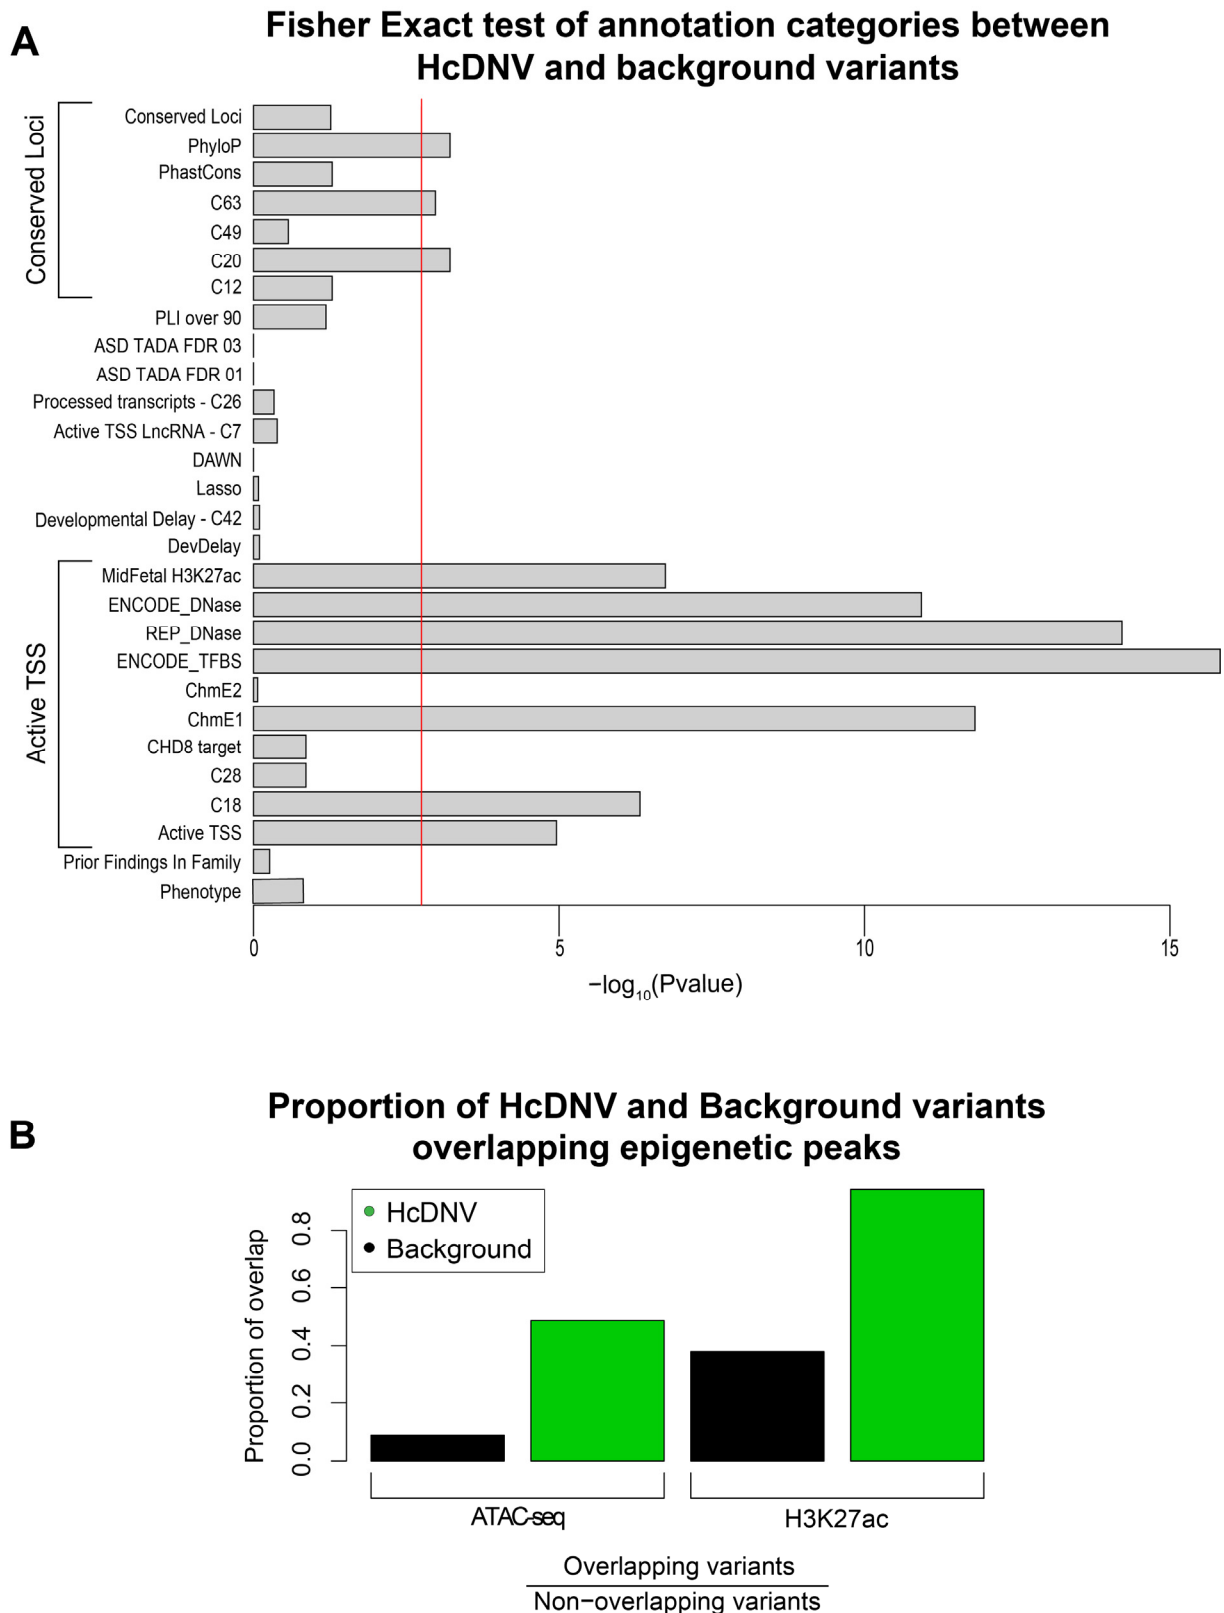 A
Fisher Exact test of annotation categories between
HcDNV and background variants
Conserved Loci
Conserved Loci
PhyloP
PhastCons
C63
C49
C20
C12
PLI over 90
ASD TADA FDR 03
ASD TADA FDR 01
Processed transcripts - C26
Active TSS LncRNA - C7
DAWN
Lasso
Developmental Delay - C42
DevDelay
Active TSS
MidFetal H3K27ac
ENCODE_DNase
REP_DNase
ENCODE_TFBS
ChmE2
ChmE1
CHD8 target
C28
C18
Active TSS
Prior Findings In Family
Phenotype
0 5 10 15
−log10(Pvalue)
B
Proportion of HcDNV and Background variants
overlapping epigenetic peaks
Proportion of overlap
0.8
0.6
0.4
0.2
0.0
HcDNV
Background
ATAC-seq H3K27ac
Overlapping variants
Non−overlapping variants